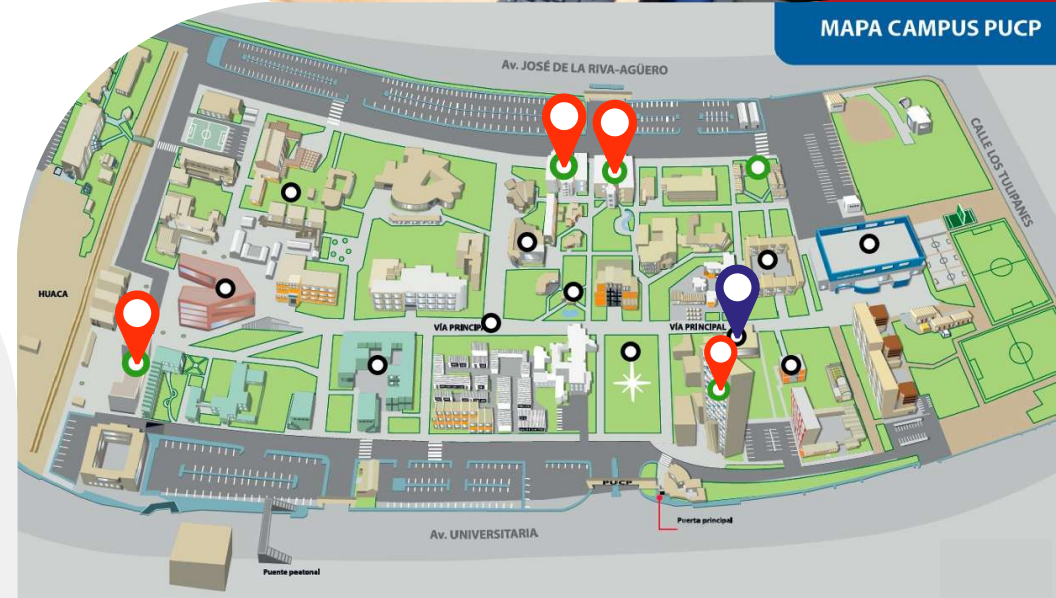 MAPA CAMPUS PUCP
Av. JOSÉ DE LA RIVA-AGÜERO
CALLE LOS TULIPANES
HUACA
VÍA PRINCIPAL
VÍA PRINCIPAL
PUCP
Puerta principal
Av. UNIVERSITARIA
Puente peatonal